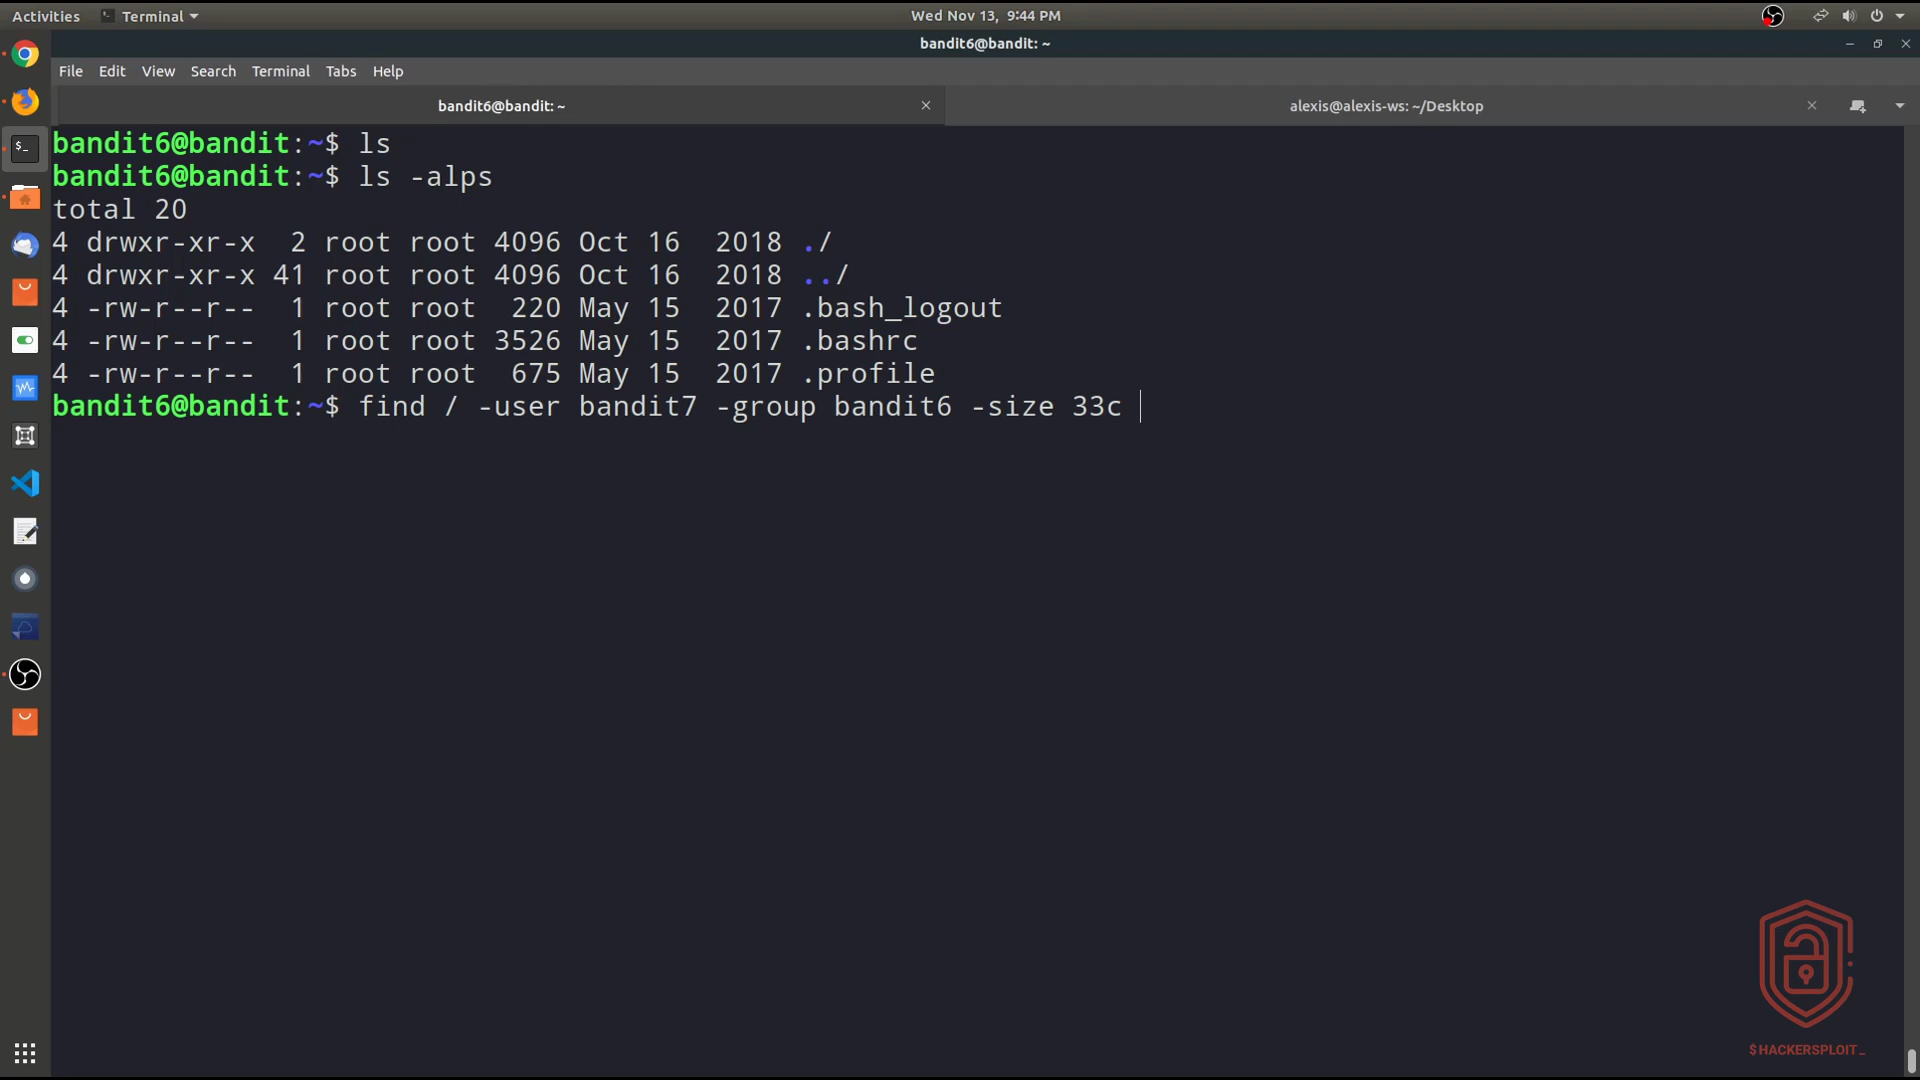 Activities
Terminal
Wed Nov 13, 9:44 PM
bandit6@bandit: ~
File Edit View Search Terminal Tabs Help
bandit6@bandit: ~
alexis@alexis-ws: ~/Desktop
bandit6@bandit:~$ ls
bandit6@bandit:~$ ls -alps
total 20
4 drwxr-xr-x  2 root root 4096 Oct 16  2018 ./
4 drwxr-xr-x 41 root root 4096 Oct 16  2018 ../
4 -rw-r--r--  1 root root  220 May 15  2017 .bash_logout
4 -rw-r--r--  1 root root 3526 May 15  2017 .bashrc
4 -rw-r--r--  1 root root  675 May 15  2017 .profile
bandit6@bandit:~$ find / -user bandit7 -group bandit6 -size 33c
$HACKERSPLOIT_